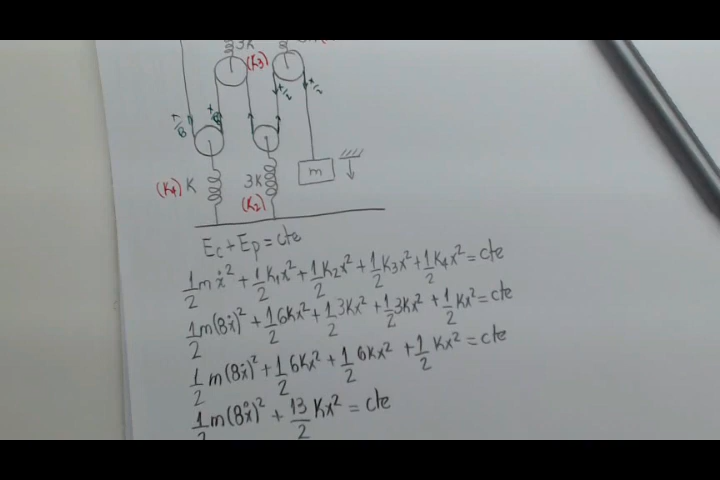 3K
(K3)
x/2
x/2
m
(K4) K
3K
(K2)
Ec + Ep = cte
1/2 mẋ² + 1/2 K1x² + 1/2 K2x² + 1/2 K3x² + 1/2 K4x² = cte
1/2 m(8ẋ)² + 1/2 6Kx² + 1/2 3Kx² + 1/2 3Kx² + 1/2 Kx² = cte
1/2 m(8ẋ)² + 1/2 6Kx² + 1/2 6Kx² + 1/2 Kx² = cte
1/2 m(8ẋ)² + 13/2 Kx² = cte